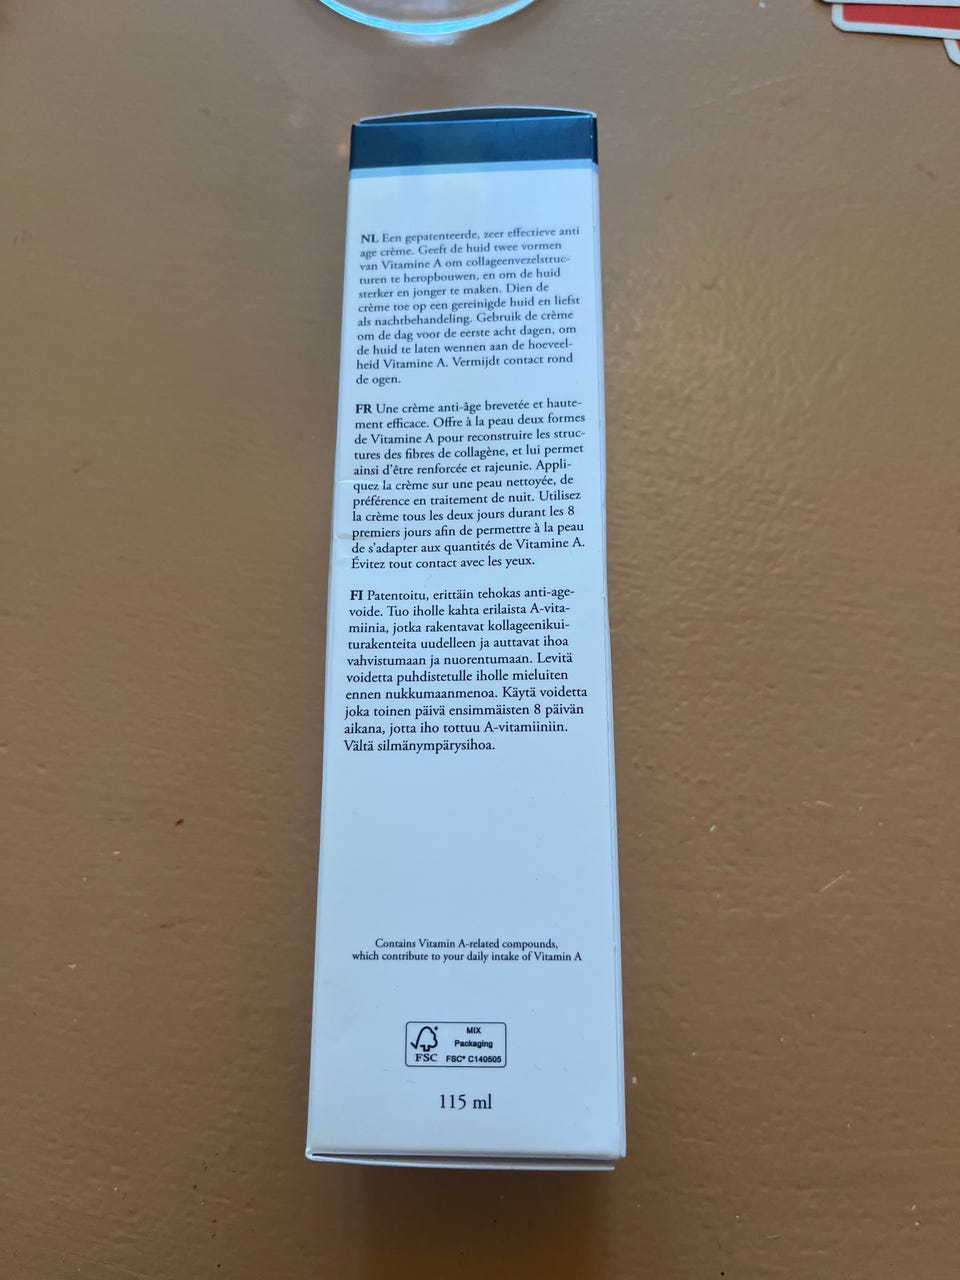 NL Een gepatenteerde, zeer effectieve anti
age crème. Geeft de huid twee vormen
van Vitamine A om collageenvezelstruc-
turen te heropbouwen, en om de huid
sterker en jonger te maken. Dien de
crème toe op een gereinigde huid en liefst
als nachtbehandeling. Gebruik de crème
om de dag voor de eerste acht dagen, om
de huid te laten wennen aan de hoeveel-
heid Vitamine A. Vermijdt contact rond
de ogen.
FR Une crème anti-âge brevetée et haute-
ment efficace. Offre à la peau deux formes
de Vitamine A pour reconstruire les struc-
tures des fibres de collagène, et lui permet
ainsi d'être renforcée et rajeunie. Appli-
quez la crème sur une peau nettoyée, de
préférence en traitement de nuit. Utilisez
la crème tous les deux jours durant les 8
premiers jours afin de permettre à la peau
de s'adapter aux quantités de Vitamine A.
Évitez tout contact avec les yeux.
FI Patentoitu, erittäin tehokas anti-age-
voide. Tuo iholle kahta erilaista A-vita-
miinia, jotka rakentavat kollageenikui-
turakenteita uudelleen ja auttavat ihoa
vahvistumaan ja nuorentumaan. Levitä
voidetta puhdistetulle iholle mieluiten
ennen nukkumaanmenoa. Käytä voidetta
joka toinen päivä ensimmäisten 8 päivän
aikana, jotta iho tottuu A-vitamiiniin.
Vältä silmänympärysihoa.
Contains Vitamin A-related compounds,
which contribute to your daily intake of Vitamin A
MIX
Packaging
FSC FSC® C140505
115 ml